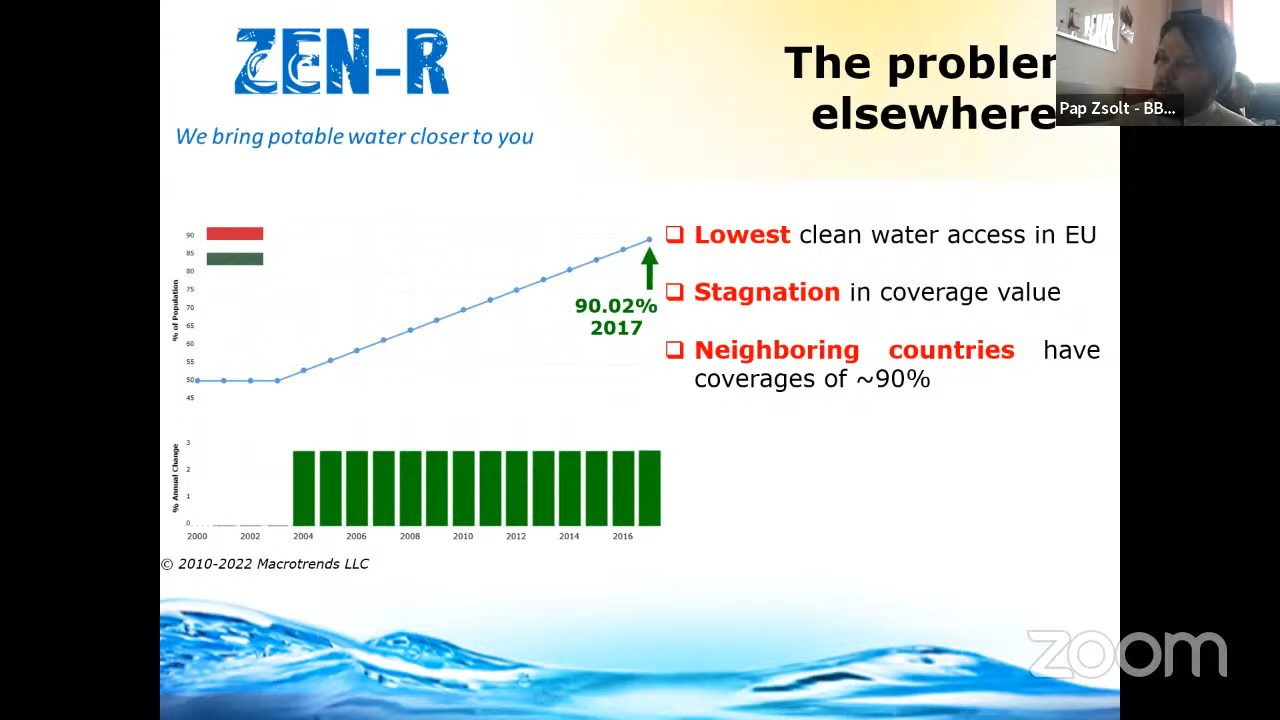 ZEN-R
We bring potable water closer to you
The problem
elsewhere
Pap Zsolt - BB...
Lowest clean water access in EU
Stagnation in coverage value
Neighboring countries have
coverages of ~90%
% of Population
90
85
80
75
70
65
60
55
50
45
90.02%
2017
% Annual Change
3
2
1
0
2000 2002 2004 2006 2008 2010 2012 2014 2016
© 2010-2022 Macrotrends LLC
zoom